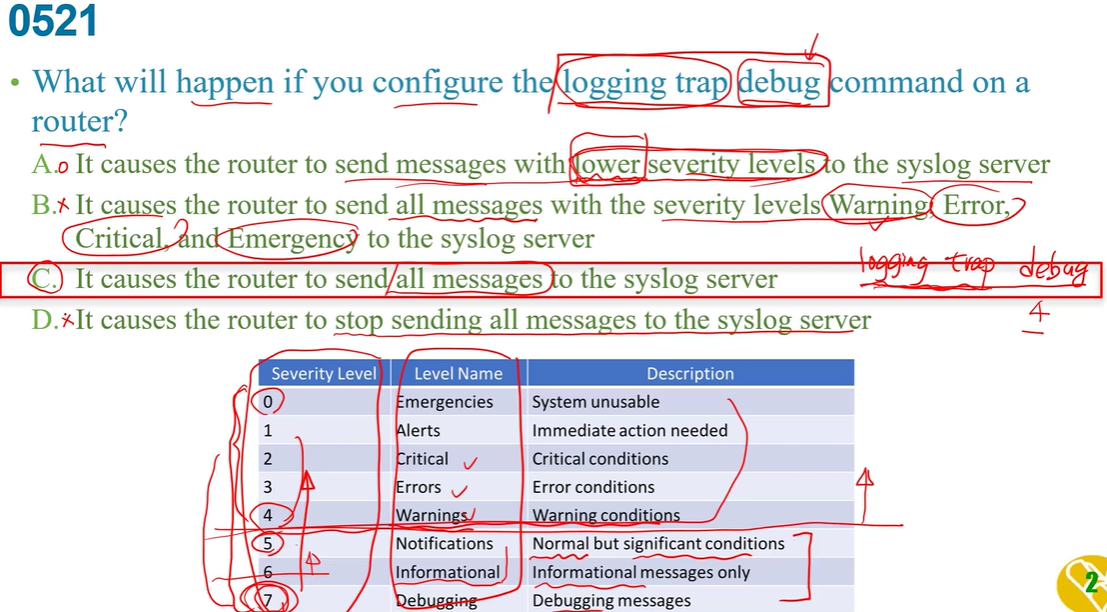 0521
• What will happen if you configure the logging trap debug command on a
router?
A.o It causes the router to send messages with lower severity levels to the syslog server
B.× It causes the router to send all messages with the severity levels Warning, Error,
Critical, and Emergency to the syslog server
logging trap debug
C. It causes the router to send all messages to the syslog server
4
D.× It causes the router to stop sending all messages to the syslog server
Severity Level Level Name Description
0 Emergencies System unusable
1 Alerts Immediate action needed
2 Critical Critical conditions
3 Errors Error conditions
4 Warnings Warning conditions
5 Notifications Normal but significant conditions
6 Informational Informational messages only
7 Debugging Debugging messages
2